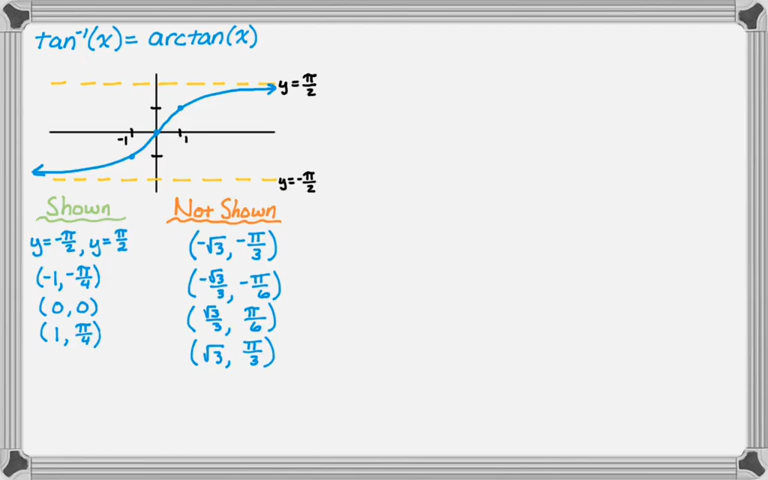 tan⁻¹(x) = arctan(x)
y = π/2
-1
1
y = -π/2
Shown
y = -π/2, y = π/2
(-1, -π/4)
(0, 0)
(1, π/4)
Not Shown
(-√3, -π/3)
(-√3/3, -π/6)
(√3/3, π/6)
(√3, π/3)